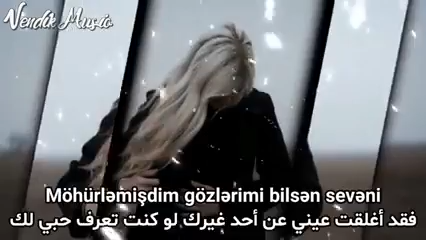 Vendik Music
Möhürləmişdim gözlərimi bilsən sevəni
فقد أغلقت عيني عن أحد غيرك لو كنت تعرف حبي لك